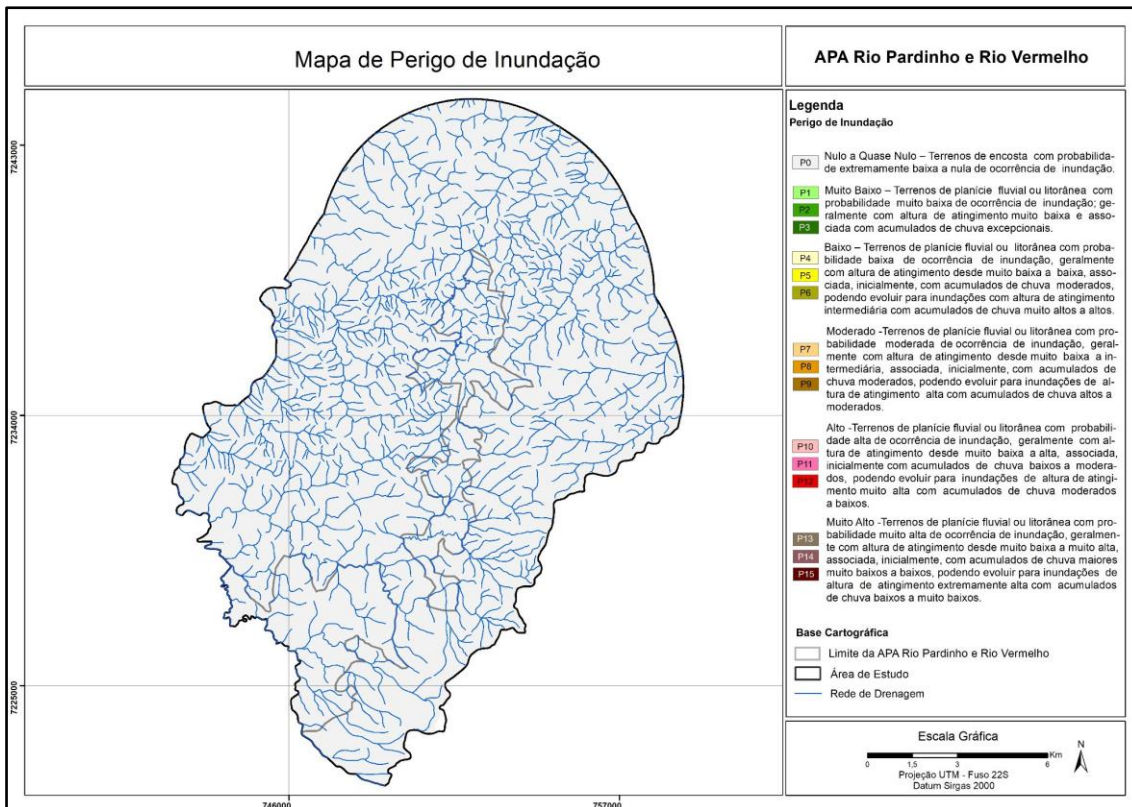 Mapa de Perigo de Inundação
APA Rio Pardinho e Rio Vermelho
7243000
7234000
7225000
746000
757000
Legenda
Perigo de Inundação
P0
Nulo a Quase Nulo – Terrenos de encosta com probabilida-
de extremamente baixa a nula de ocorrência de inundação.
P1
P2
P3
Muito Baixo – Terrenos de planície fluvial ou litorânea com
probabilidade muito baixa de ocorrência de inundação; ge-
ralmente com altura de atingimento muito baixa e asso-
ciada com acumulados de chuva excepcionais.
P4
P5
P6
Baixo – Terrenos de planície fluvial ou litorânea com proba-
bilidade baixa de ocorrência de inundação, geralmente
com altura de atingimento desde muito baixa a baixa, asso-
ciada, inicialmente, com acumulados de chuva moderados,
podendo evoluir para inundações com altura de atingimento
intermediária com acumulados de chuva muito altos a altos.
P7
P8
P9
Moderado -Terrenos de planície fluvial ou litorânea com pro-
babilidade moderada de ocorrência de inundação, geral-
mente com altura de atingimento desde muito baixa a in-
termediária, associada, inicialmente, com acumulados de
chuva moderados, podendo evoluir para inundações de al-
tura de atingimento alta com acumulados de chuva altos a
moderados.
P10
P11
P12
Alto -Terrenos de planície fluvial ou litorânea com probabili-
dade alta de ocorrência de inundação, geralmente com al-
tura de atingimento desde muito baixa a alta, associada,
inicialmente com acumulados de chuva baixos a modera-
dos, podendo evoluir para inundações de altura de atingi-
mento muito alta com acumulados de chuva moderados
a baixos.
P13
P14
P15
Muito Alto -Terrenos de planície fluvial ou litorânea com pro-
babilidade muito alta de ocorrência de inundação, geralmen-
te com altura de atingimento desde muito baixa a muito alta,
associada, inicialmente, com acumulados de chuva maiores
muito baixos a baixos, podendo evoluir para inundações de
altura de atingimento extremamente alta com acumulados
de chuva baixos a muito baixos.
Base Cartográfica
Limite da APA Rio Pardinho e Rio Vermelho
Área de Estudo
Rede de Drenagem
Escala Gráfica
Km
0 1,5 3 6
N
Projeção UTM - Fuso 22S
Datum Sirgas 2000